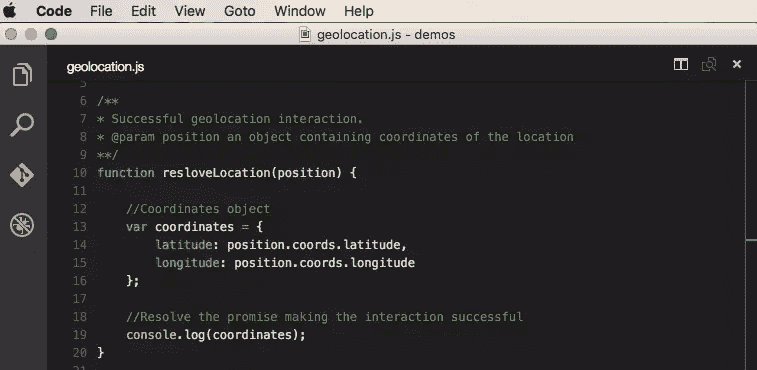 Code File Edit View Goto Window Help
geolocation.js - demos
geolocation.js
5
6 /**
7 * Successful geolocation interaction.
8 * @param position an object containing coordinates of the location
9 **/
10 function resloveLocation(position) {
11
12 //Coordinates object
13 var coordinates = {
14 latitude: position.coords.latitude,
15 longitude: position.coords.longitude
16 };
17
18 //Resolve the promise making the interaction successful
19 console.log(coordinates);
20 }